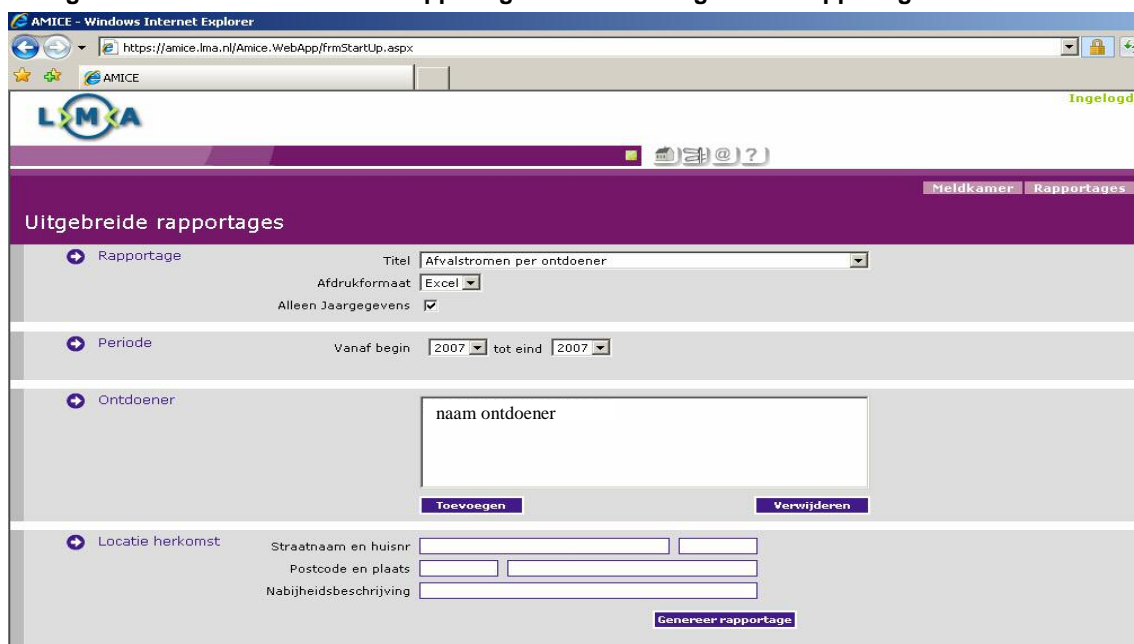 AMICE - Windows Internet Explorer
https://amice.lma.nl/Amice.WebApp/frmStartUp.aspx
AMICE
Ingelogd
LMA
@ ?
Meldkamer Rapportages
Uitgebreide rapportages
Rapportage
Titel Afvalstromen per ontdoener
Afdrukformaat Excel
Alleen Jaargegevens
Periode
Vanaf begin 2007 tot eind 2007
Ontdoener
naam ontdoener
Toevoegen Verwijderen
Locatie herkomst
Straatnaam en huisnr
Postcode en plaats
Nabijheidsbeschrijving
Genereer rapportage